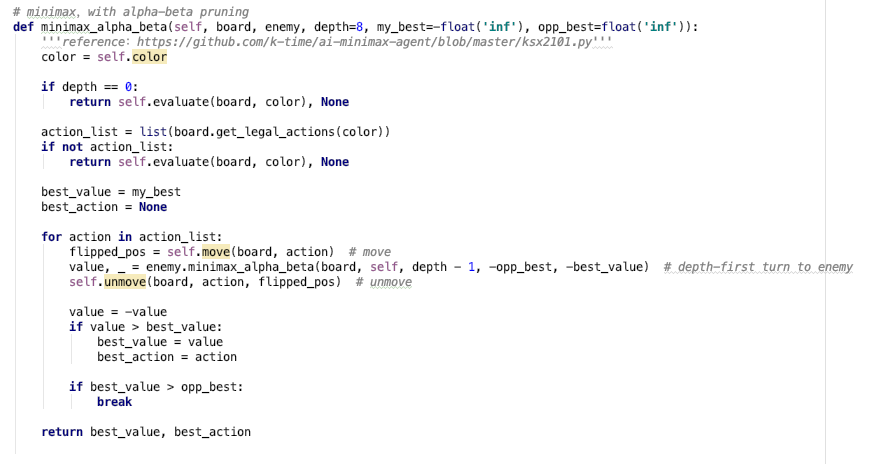 # minimax, with alpha-beta pruning
def minimax_alpha_beta(self, board, enemy, depth=8, my_best=-float('inf'), opp_best=float('inf')):
    '''reference: https://github.com/k-time/ai-minimax-agent/blob/master/ksx2101.py'''
    color = self.color
    if depth == 0:
        return self.evaluate(board, color), None
    action_list = list(board.get_legal_actions(color))
    if not action_list:
        return self.evaluate(board, color), None
    best_value = my_best
    best_action = None
    for action in action_list:
        flipped_pos = self.move(board, action)  # move
        value, _ = enemy.minimax_alpha_beta(board, self, depth - 1, -opp_best, -best_value)  # depth-first turn to enemy
        self.unmove(board, action, flipped_pos)  # unmove
        value = -value
        if value > best_value:
            best_value = value
            best_action = action
        if best_value > opp_best:
            break
    return best_value, best_action